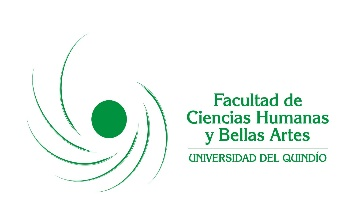 Facultad de
Ciencias Humanas
y Bellas Artes
UNIVERSIDAD DEL QUINDÍO